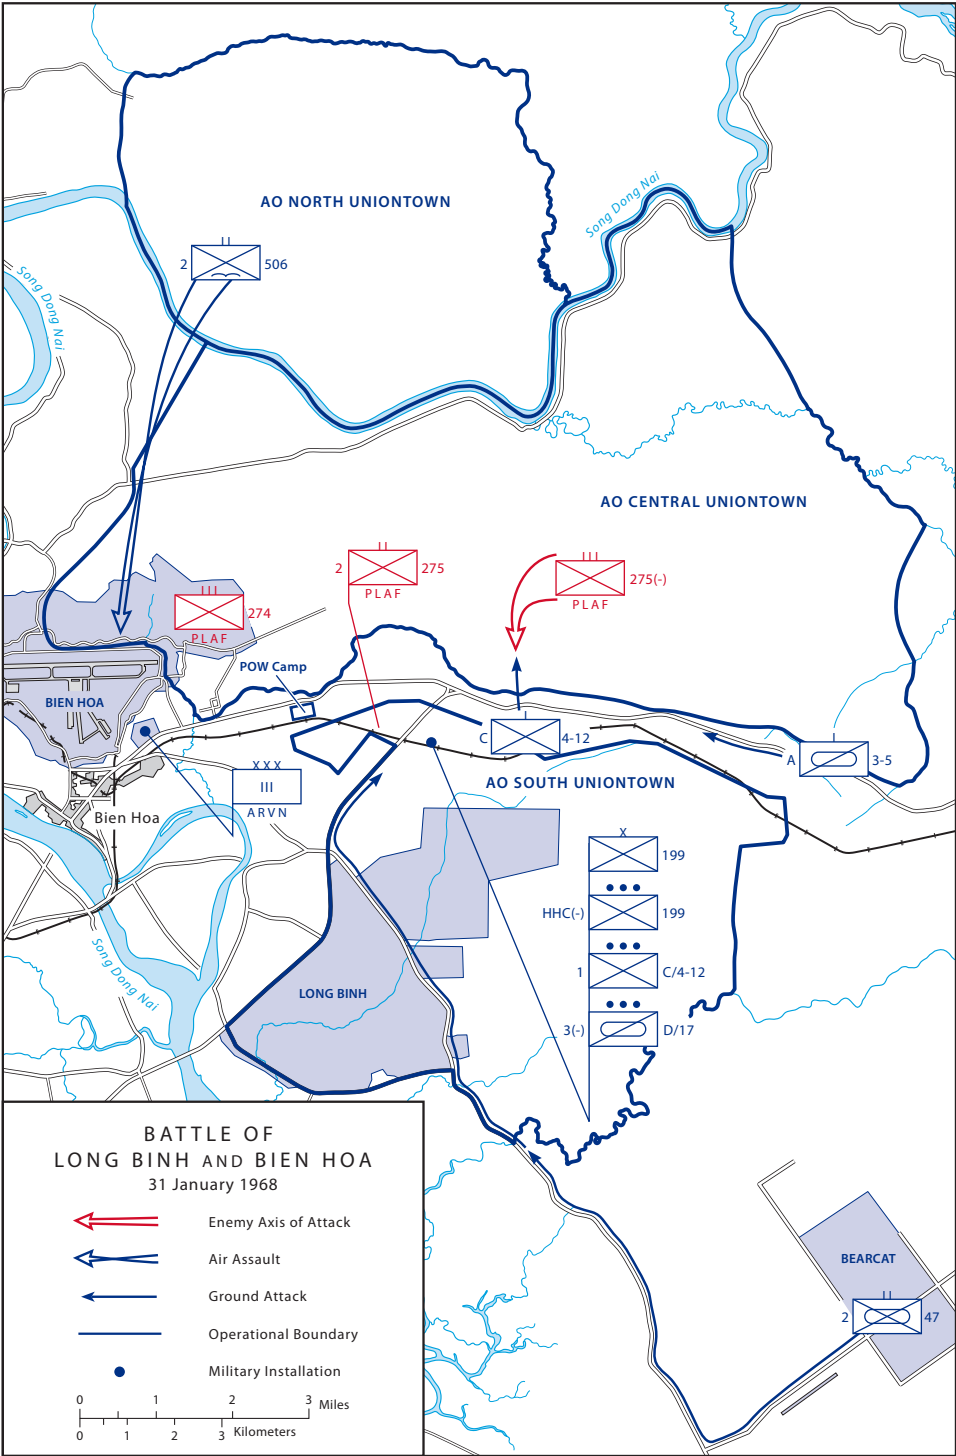 AO NORTH UNIONTOWN
Song Dong Nai
II
2 506
Song Dong Nai
AO CENTRAL UNIONTOWN
II
2 275
PLAF
III
275(-)
PLAF
III
274
PLAF
POW Camp
BIEN HOA
I
C 4-12
I
A 3-5
XXX
III
ARVN
AO SOUTH UNIONTOWN
Bien Hoa
X
199
HHC(-) 199
1 C/4-12
3(-) D/17
Song Dong Nai
LONG BINH
BEARCAT
II
2 47
BATTLE OF
LONG BINH AND BIEN HOA
31 January 1968
Enemy Axis of Attack
Air Assault
Ground Attack
Operational Boundary
Military Installation
0 1 2 3 Miles
0 1 2 3 Kilometers